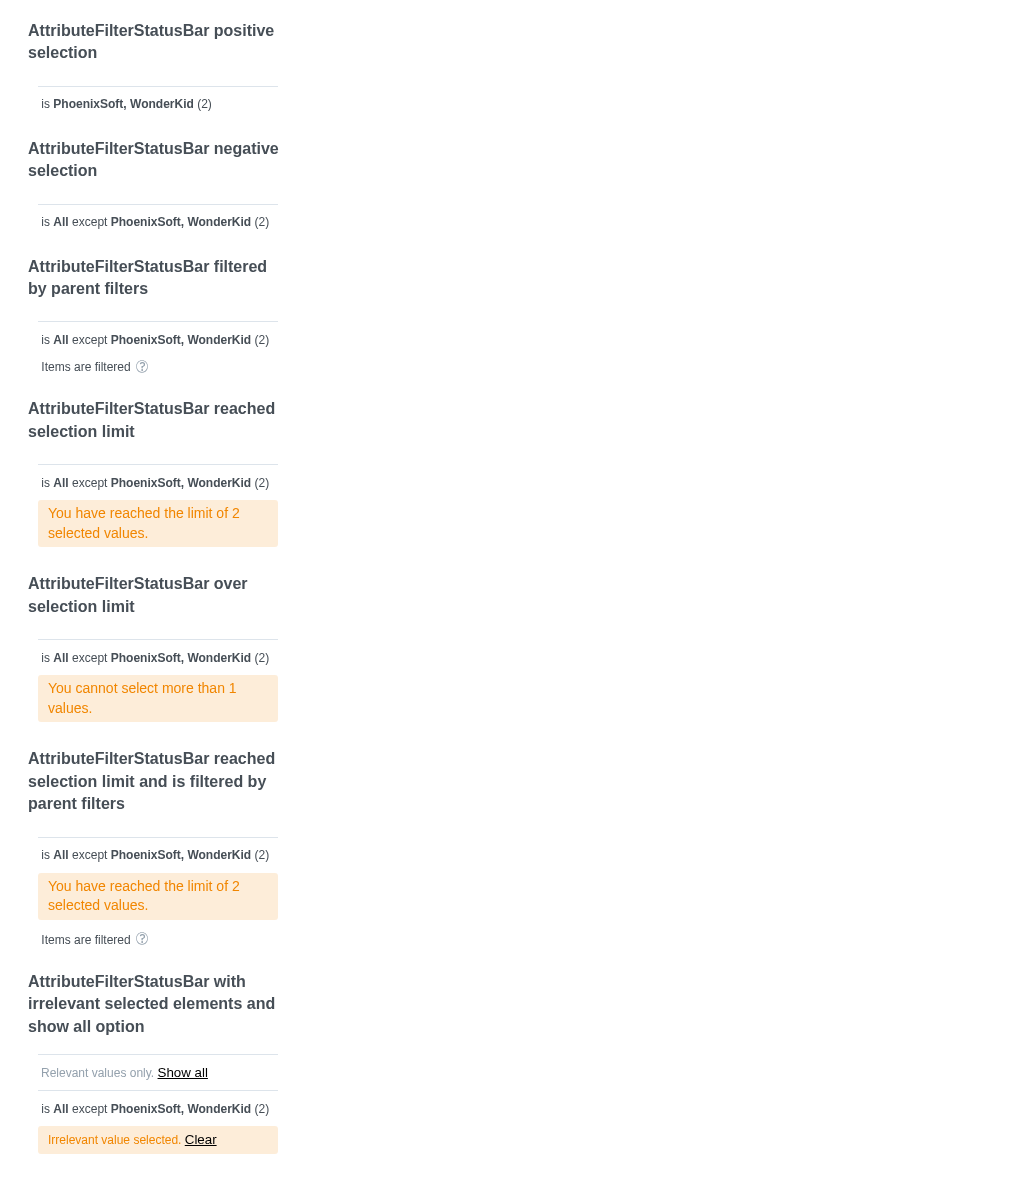 AttributeFilterStatusBar positive
selection
is PhoenixSoft, WonderKid (2)
AttributeFilterStatusBar negative
selection
is All except PhoenixSoft, WonderKid (2)
AttributeFilterStatusBar filtered
by parent filters
is All except PhoenixSoft, WonderKid (2)
Items are filtered ?
AttributeFilterStatusBar reached
selection limit
is All except PhoenixSoft, WonderKid (2)
You have reached the limit of 2
selected values.
AttributeFilterStatusBar over
selection limit
is All except PhoenixSoft, WonderKid (2)
You cannot select more than 1
values.
AttributeFilterStatusBar reached
selection limit and is filtered by
parent filters
is All except PhoenixSoft, WonderKid (2)
You have reached the limit of 2
selected values.
Items are filtered ?
AttributeFilterStatusBar with
irrelevant selected elements and
show all option
Relevant values only. Show all
is All except PhoenixSoft, WonderKid (2)
Irrelevant value selected. Clear